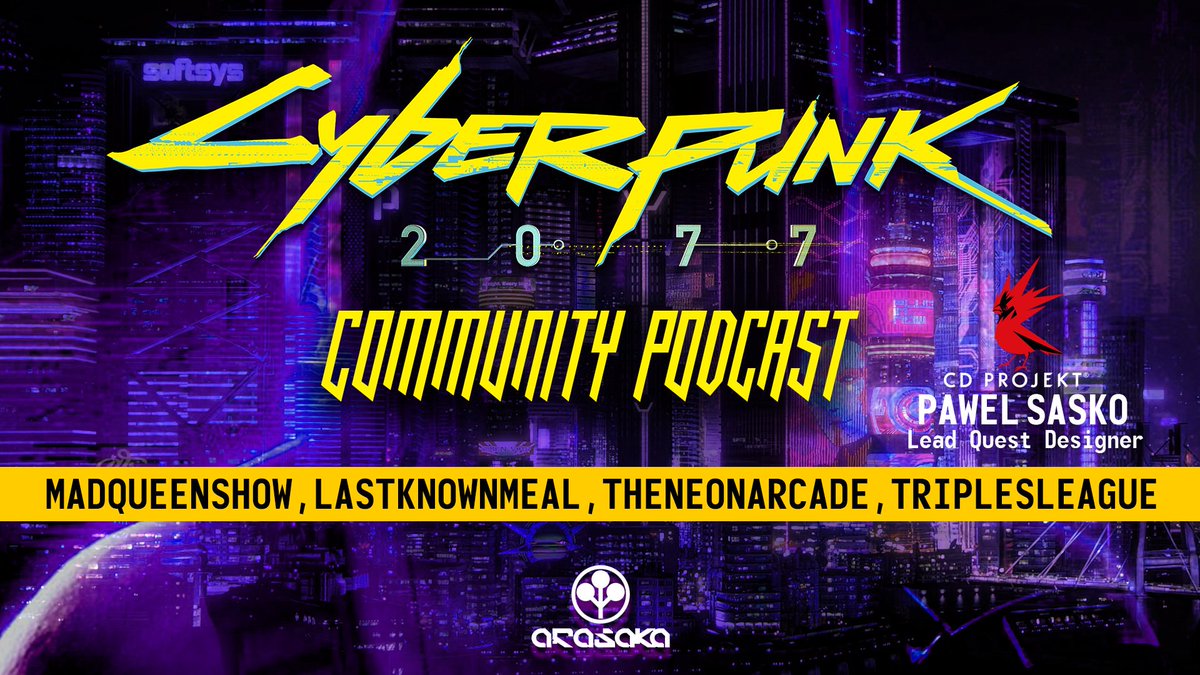 softsys
Cyberpunk
2077
COMMUNITY PODCAST
CD PROJEKT
PAWEL SASKO
Lead Quest Designer
MADQUEENSHOW, LASTKNOWNMEAL, THENEONARCADE, TRIPLESLEAGUE
ARASAKA